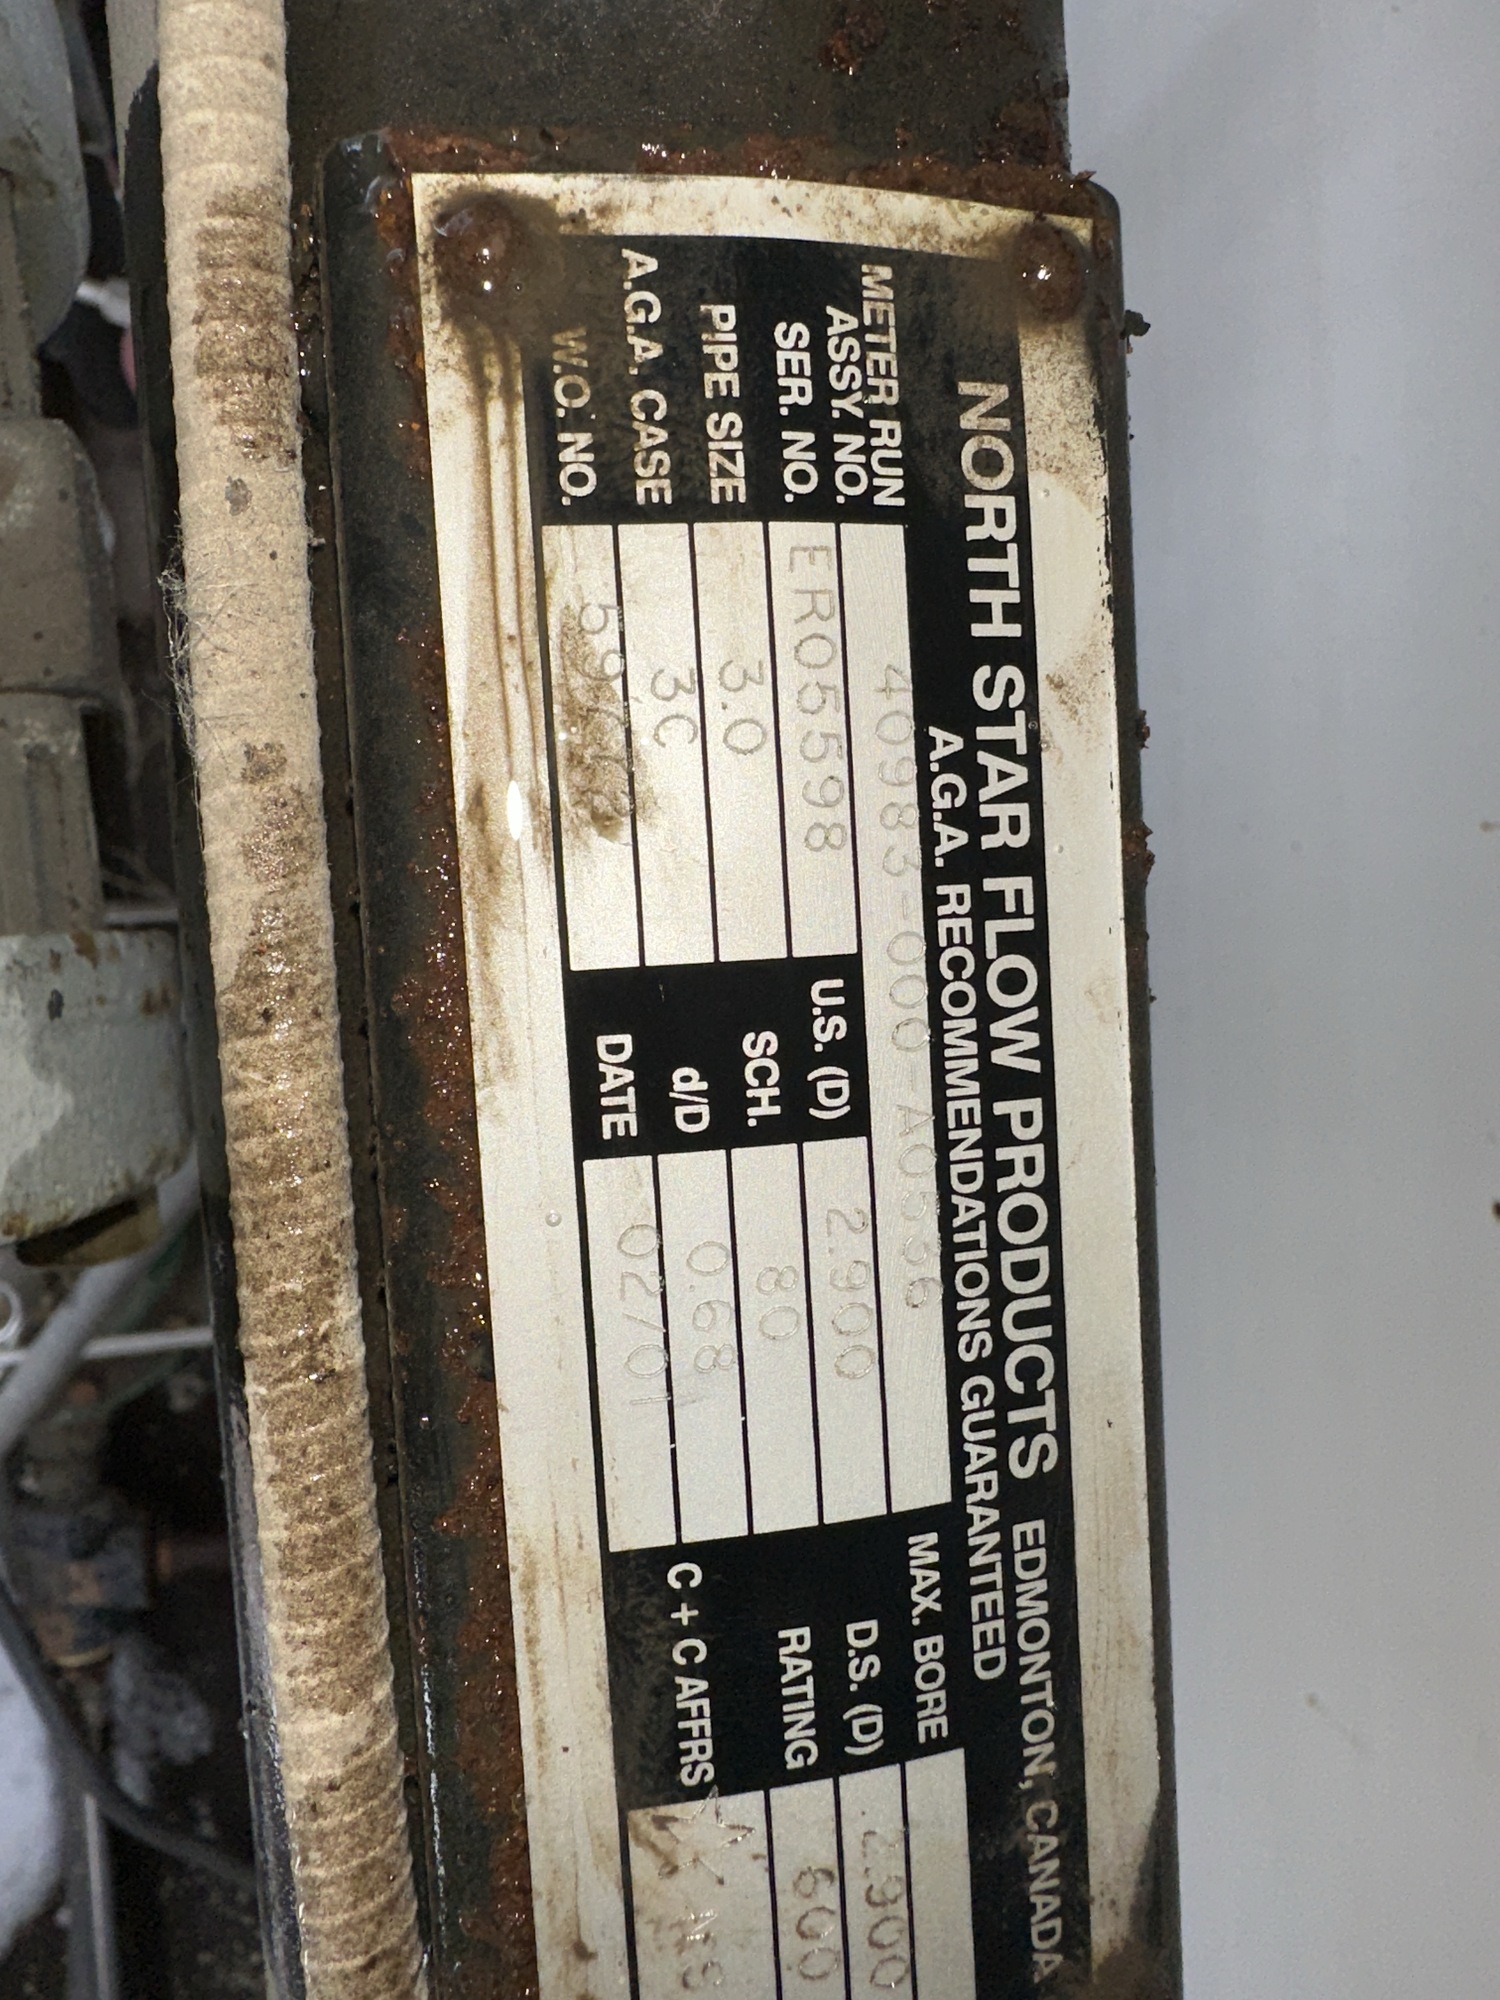 NORTH STAR FLOW PRODUCTS EDMONTON, CANADA
A.G.A. RECOMMENDATIONS GUARANTEED
METER RUN
ASSY. NO. 40983-000-A0536 MAX. BORE
SER. NO. ER05598 U.S. (D) 2.900 D.S. (D) 2.900
PIPE SIZE 3.0 SCH. 80 RATING 600
A.G.A. CASE 3C d/D 0.68 C + C AFFRS
W.O. NO. DATE 02/01